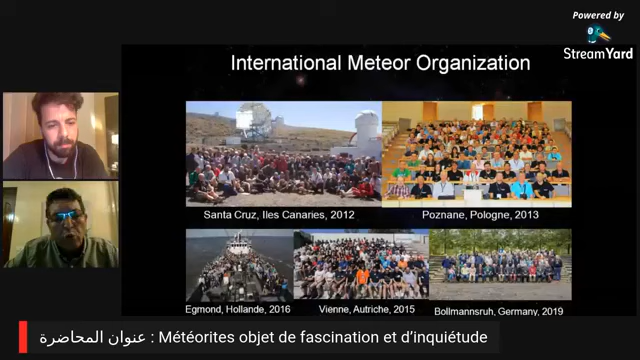 Powered by
StreamYard
International Meteor Organization
Santa Cruz, Iles Canaries, 2012
Poznane, Pologne, 2013
Egmond, Hollande, 2016
Vienne, Autriche, 2015
Bollmannsruh, Germany, 2019
عنوان المحاضرة : Météorites objet de fascination et d’inquiétude